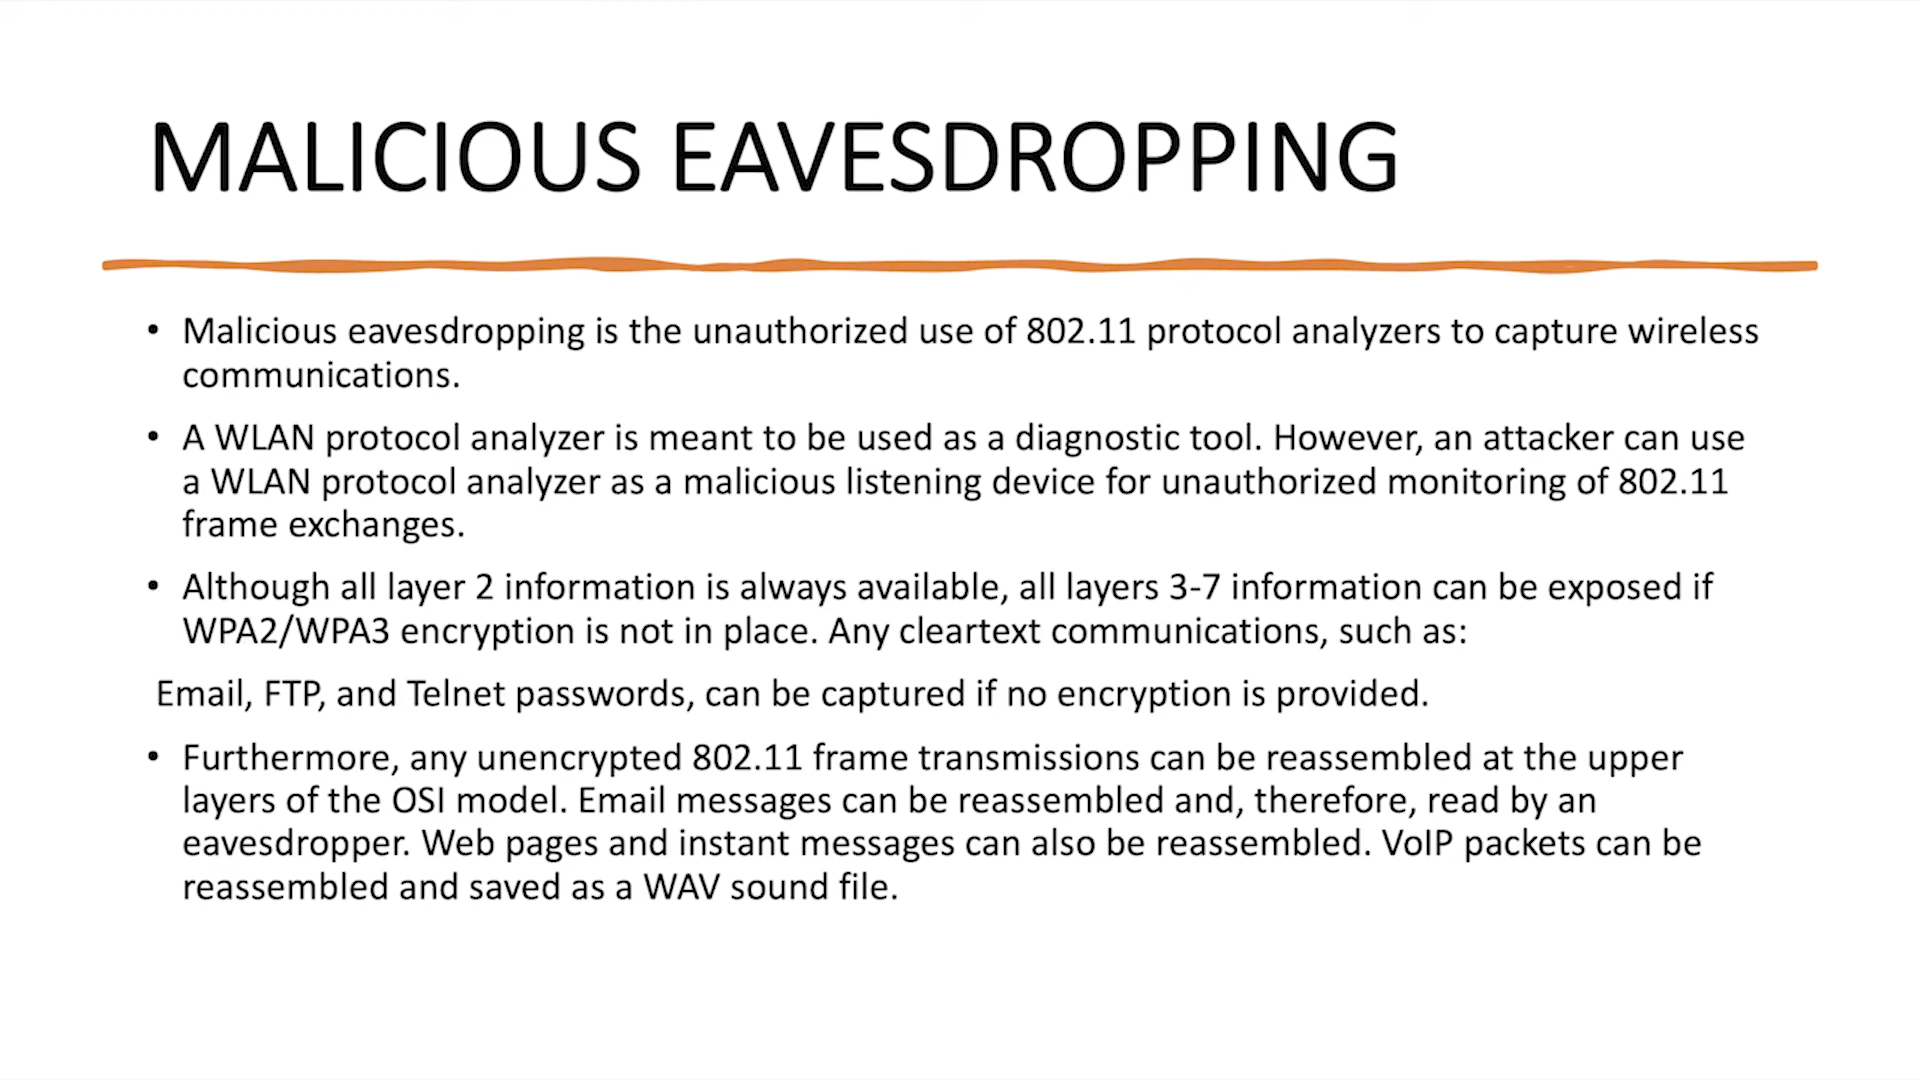 MALICIOUS EAVESDROPPING
• Malicious eavesdropping is the unauthorized use of 802.11 protocol analyzers to capture wireless
communications.
• A WLAN protocol analyzer is meant to be used as a diagnostic tool. However, an attacker can use
a WLAN protocol analyzer as a malicious listening device for unauthorized monitoring of 802.11
frame exchanges.
• Although all layer 2 information is always available, all layers 3-7 information can be exposed if
WPA2/WPA3 encryption is not in place. Any cleartext communications, such as:
Email, FTP, and Telnet passwords, can be captured if no encryption is provided.
• Furthermore, any unencrypted 802.11 frame transmissions can be reassembled at the upper
layers of the OSI model. Email messages can be reassembled and, therefore, read by an
eavesdropper. Web pages and instant messages can also be reassembled. VoIP packets can be
reassembled and saved as a WAV sound file.